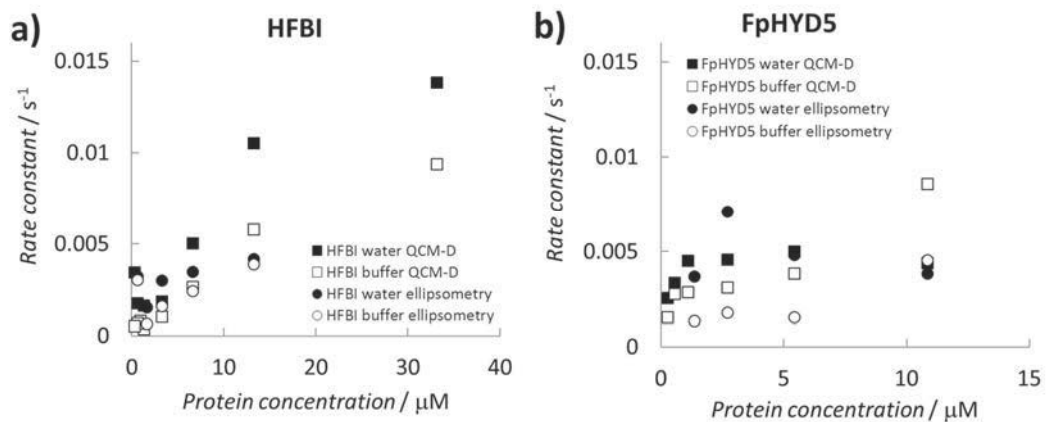 a)
HFBI
Rate constant / s⁻¹
0.015
0.01
0.005
0
HFBI water QCM-D
HFBI buffer QCM-D
HFBI water ellipsometry
HFBI buffer ellipsometry
0 10 20 30 40
Protein concentration / μM
b)
FpHYD5
Rate constant / s⁻¹
0.015
0.01
0.005
0
FpHYD5 water QCM-D
FpHYD5 buffer QCM-D
FpHYD5 water ellipsometry
FpHYD5 buffer ellipsometry
0 5 10 15
Protein concentration / μM